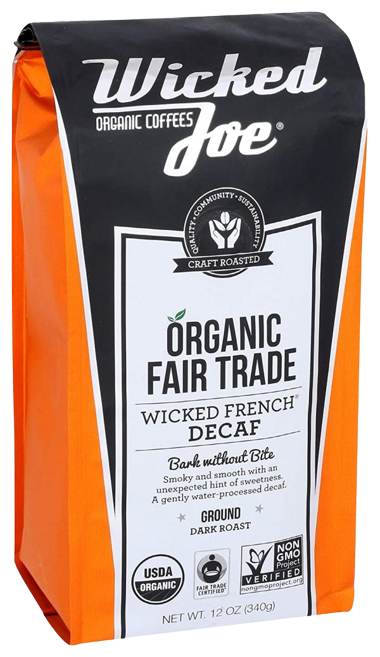 Wicked
ORGANIC COFFEES
Joe®
QUALITY • COMMUNITY • SUSTAINABILITY
CRAFT ROASTED
ORGANIC
FAIR TRADE
WICKED FRENCH®
DECAF
Bark without Bite
Smoky and smooth with an
unexpected hint of sweetness.
A gently water-processed decaf.
GROUND
DARK ROAST
USDA
ORGANIC
FAIR TRADE
CERTIFIED™
NON
GMO
Project
VERIFIED
nongmoproject.org
NET WT. 12 OZ (340g)